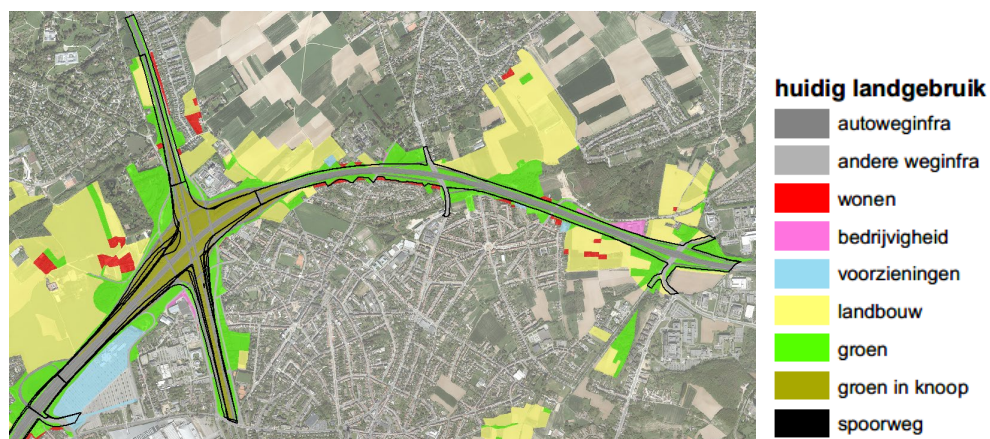 huidig landgebruik
autoweginfra
andere weginfra
wonen
bedrijvigheid
voorzieningen
landbouw
groen
groen in knoop
spoorweg